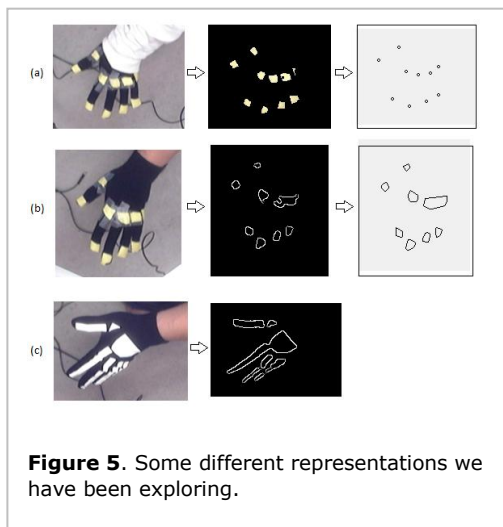 (a)
(b)
(c)
Figure 5. Some different representations we
have been exploring.